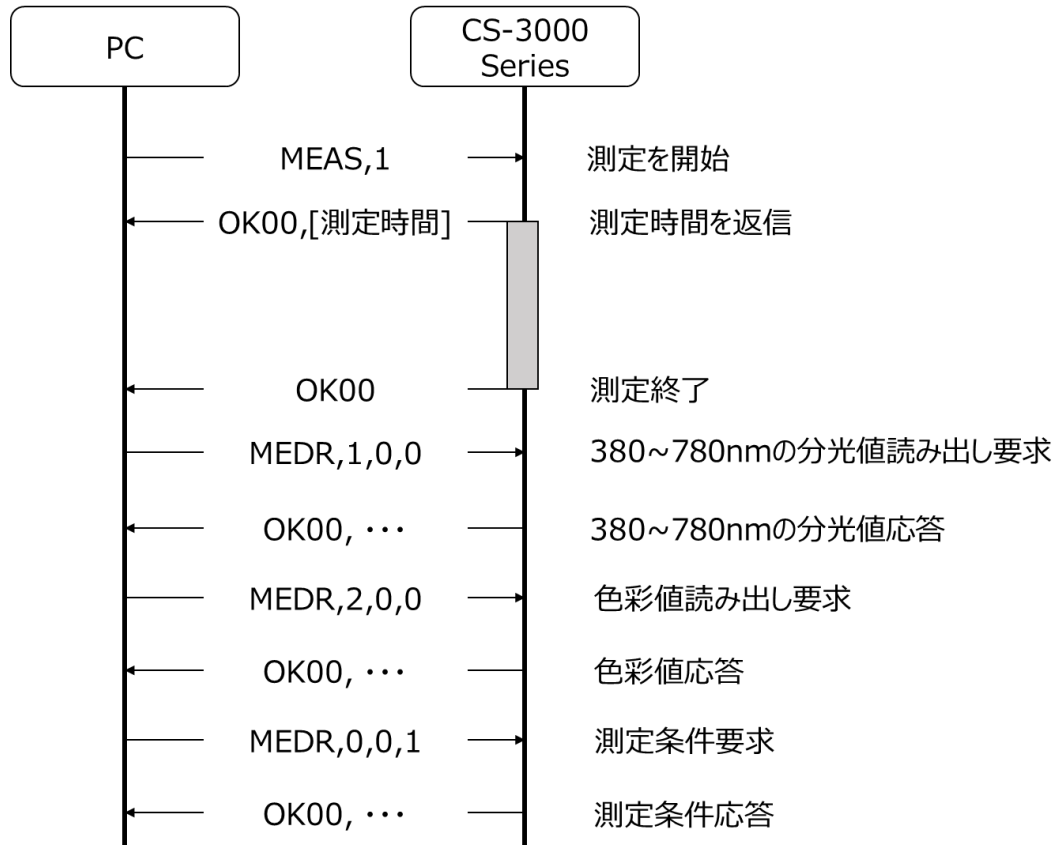 PC
CS-3000
Series
MEAS,1
測定を開始
OK00,[測定時間]
測定時間を返信
OK00
測定終了
MEDR,1,0,0
380~780nmの分光値読み出し要求
OK00, ･･･
380~780nmの分光値応答
MEDR,2,0,0
色彩値読み出し要求
OK00, ･･･
色彩値応答
MEDR,0,0,1
測定条件要求
OK00, ･･･
測定条件応答